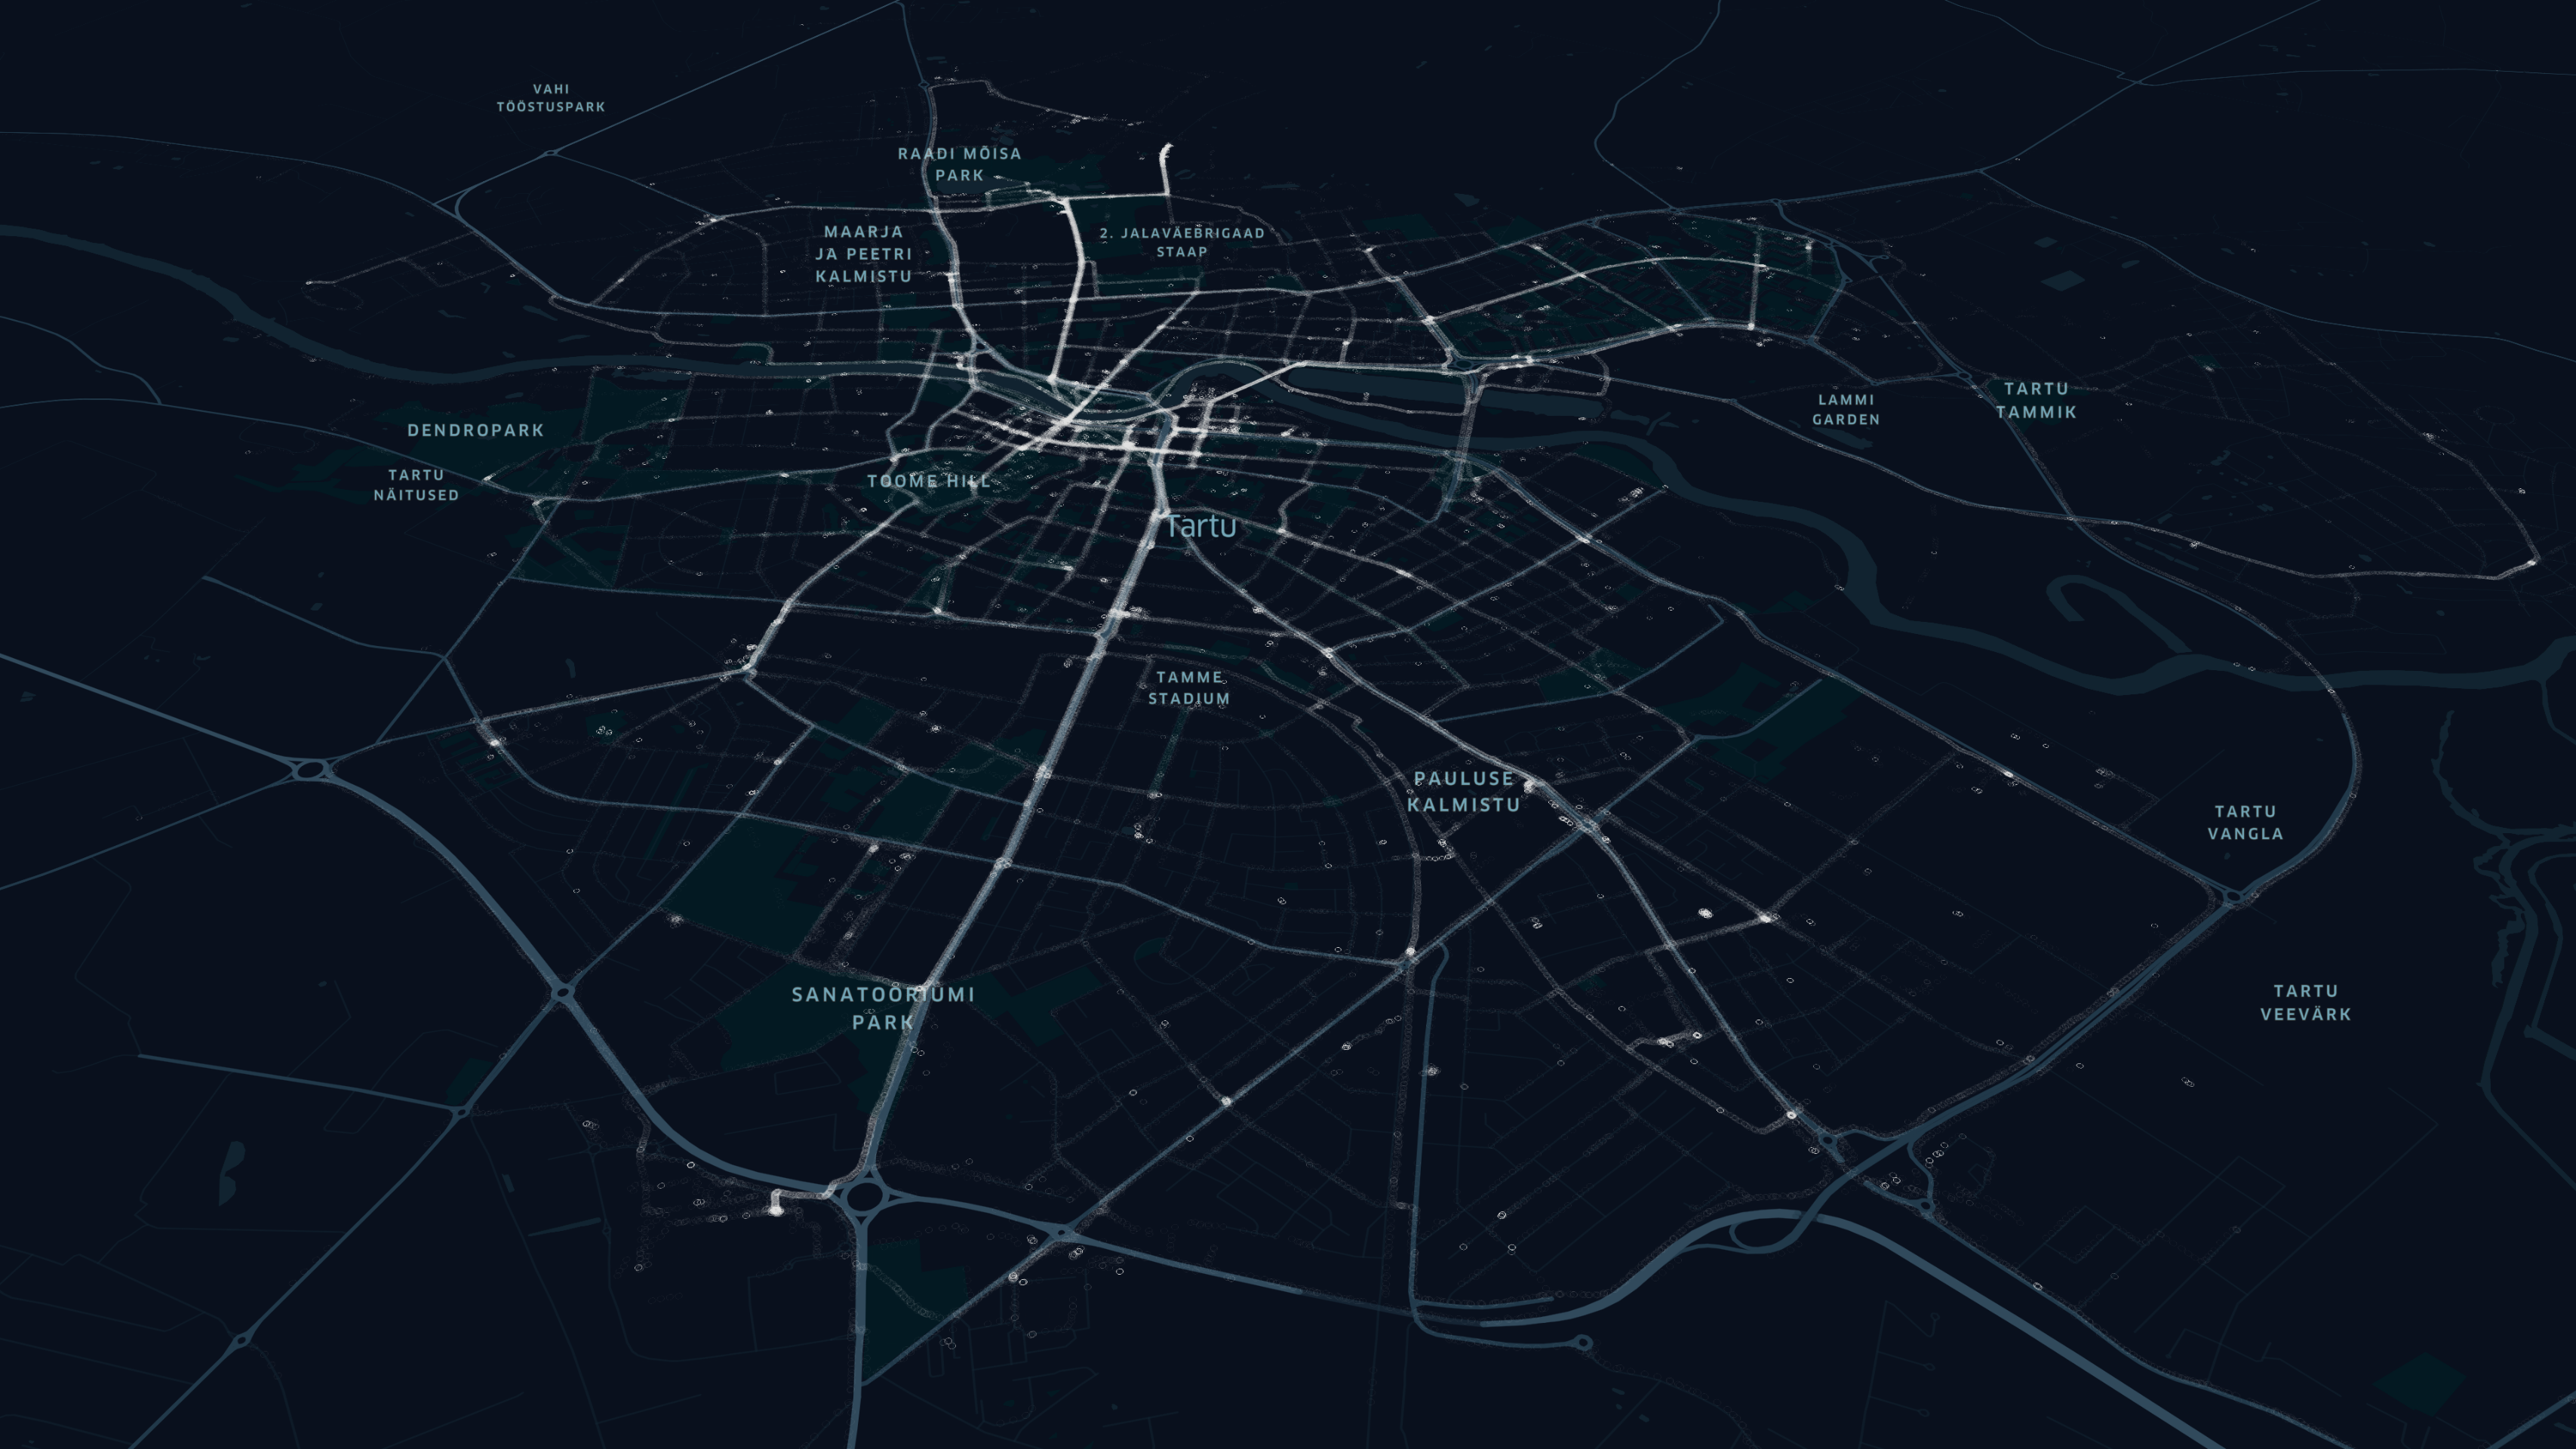 VAHI
TÖÖSTUSPARK
RAADI MÕISA
PARK
MAARJA
JA PEETRI
KALMISTU
2. JALAVÄEBRIGAAD
STAAP
DENDROPARK
TARTU
NÄITUSED
TOOME HILL
Tartu
LAMMI
GARDEN
TARTU
TAMMIK
TAMME
STADIUM
PAULUSE
KALMISTU
TARTU
VANGLA
SANATOORIUMI
PARK
TARTU
VEEVÄRK